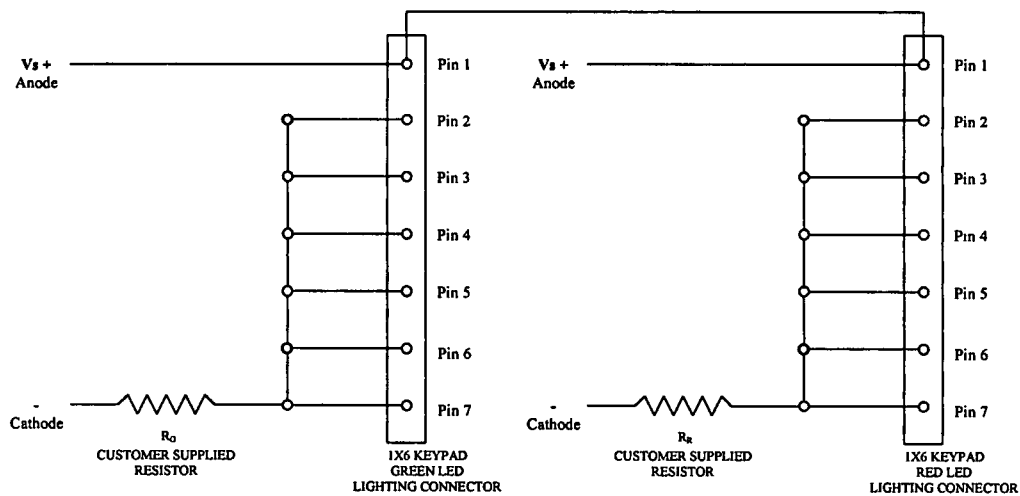 Vs +
Anode
Pin 1
Pin 2
Pin 3
Pin 4
Pin 5
Pin 6
Pin 7
-
Cathode
RG
CUSTOMER SUPPLIED
RESISTOR
1X6 KEYPAD
GREEN LED
LIGHTING CONNECTOR
Vs +
Anode
Pin 1
Pin 2
Pin 3
Pin 4
Pin 5
Pin 6
Pin 7
-
Cathode
RR
CUSTOMER SUPPLIED
RESISTOR
1X6 KEYPAD
RED LED
LIGHTING CONNECTOR